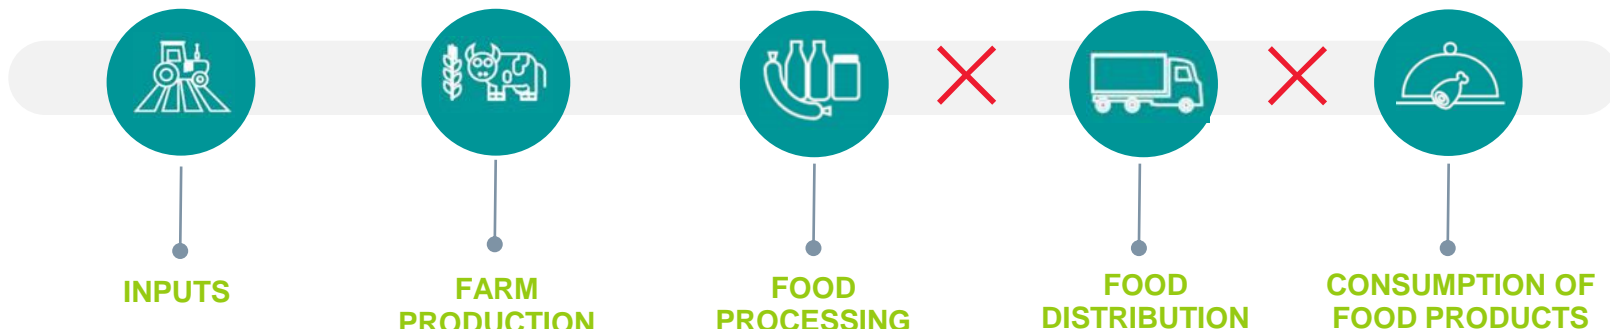 INPUTS
FARM
PRODUCTION
FOOD
PROCESSING
FOOD
DISTRIBUTION
CONSUMPTION OF
FOOD PRODUCTS